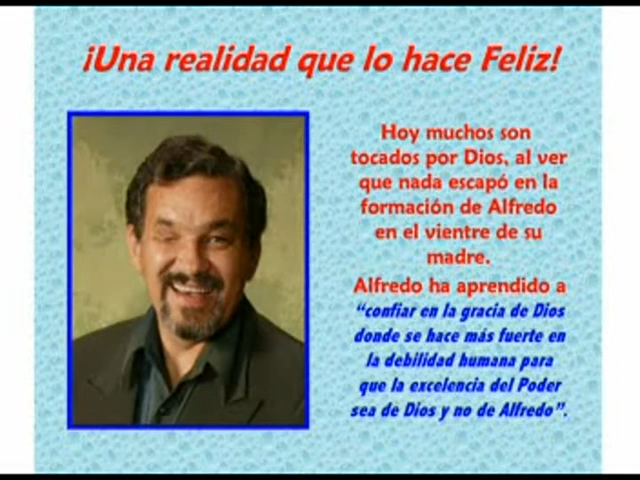 ¡Una realidad que lo hace Feliz!
Hoy muchos son
tocados por Dios, al ver
que nada escapó en la
formación de Alfredo
en el vientre de su
madre.
Alfredo ha aprendido a
“confiar en la gracia de Dios
donde se hace más fuerte en
la debilidad humana para
que la excelencia del Poder
sea de Dios y no de Alfredo”.